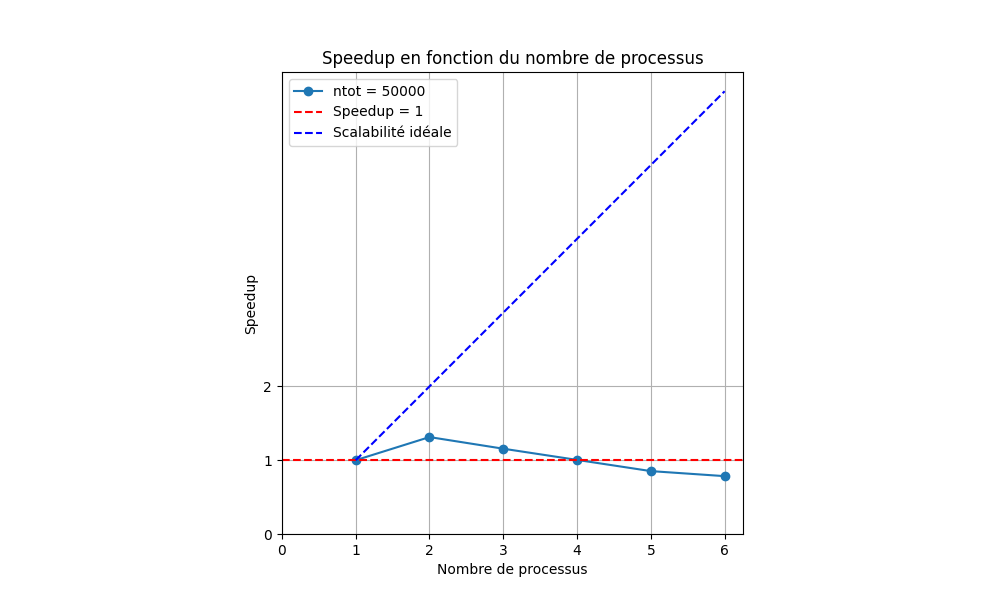 Speedup en fonction du nombre de processus
ntot = 50000
Speedup = 1
Scalabilité idéale
Speedup
2
1
0
0 1 2 3 4 5 6
Nombre de processus